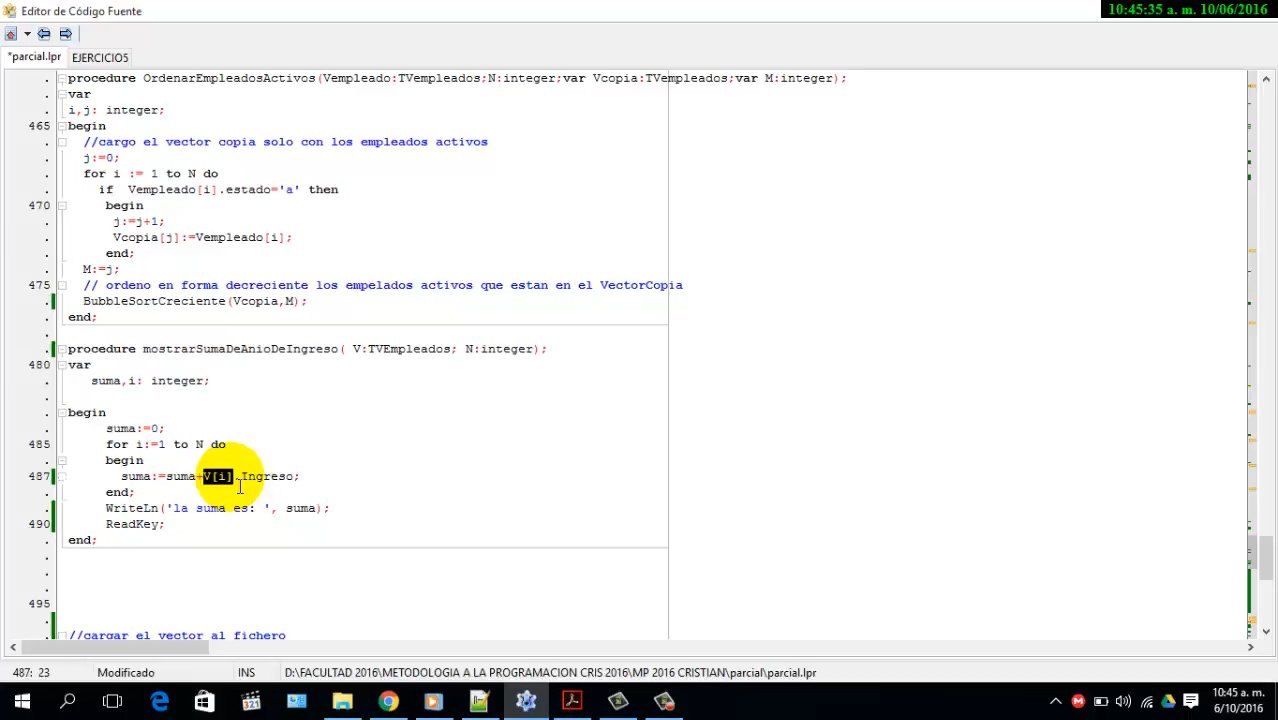 Editor de Código Fuente
10:45:35 a. m. 10/06/2016
*parcial.lpr EJERCICIO5
procedure OrdenarEmpleadosActivos(Vempleado:TVempleados;N:integer;var Vcopia:TVempleados;var M:integer);
var
i,j: integer;
465 begin
//cargo el vector copia solo con los empleados activos
j:=0;
for i := 1 to N do
if Vempleado[i].estado='a' then
470 begin
j:=j+1;
Vcopia[j]:=Vempleado[i];
end;
M:=j;
475 // ordeno en forma decreciente los empelados activos que estan en el VectorCopia
BubbleSortCreciente(Vcopia,M);
end;
procedure mostrarSumaDeAnioDeIngreso( V:TVEmpleados; N:integer);
480 var
suma,i: integer;
begin
suma:=0;
485 for i:=1 to N do
begin
487 suma:=suma+V[i].Ingreso;
end;
WriteLn('la suma es: ', suma);
490 ReadKey;
end;
495
//cargar el vector al fichero
487: 23 Modificado INS D:\FACULTAD 2016\METODOLOGIA A LA PROGRAMACION CRIS 2016\MP 2016 CRISTIAN\parcial\parcial.lpr
10:45 a.m.
6/10/2016